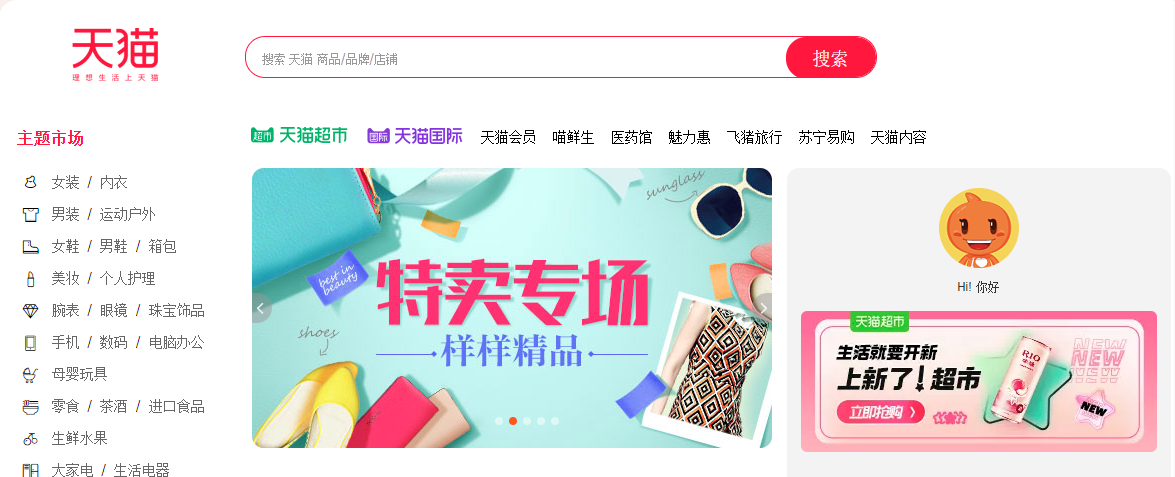 天猫
理想生活上天猫
搜索 天猫 商品/品牌/店铺
搜索
主题市场
超市 天猫超市 国际 天猫国际 天猫会员 喵鲜生 医药馆 魅力惠 飞猪旅行 苏宁易购 天猫内容
女装 / 内衣
男装 / 运动户外
女鞋 / 男鞋 / 箱包
美妆 / 个人护理
腕表 / 眼镜 / 珠宝饰品
手机 / 数码 / 电脑办公
母婴玩具
零食 / 茶酒 / 进口食品
生鲜水果
大家电 / 生活电器
sunglass
best in
beauty
特卖专场
shoes
样样精品
Hi! 你好
天猫超市
生活就要开新
上新了!超市
立即抢购
RIO
NEW
NEW
NEW
NEW